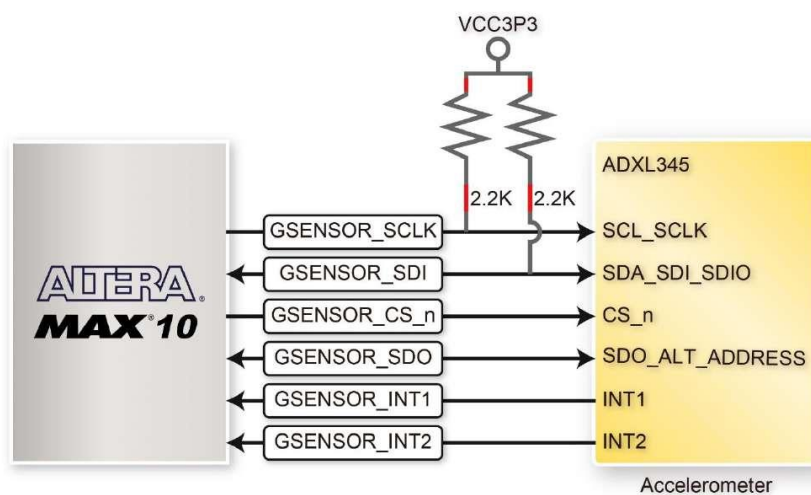 VCC3P3
2.2K 2.2K
ALTERA®
MAX®10
GSENSOR_SCLK
GSENSOR_SDI
GSENSOR_CS_n
GSENSOR_SDO
GSENSOR_INT1
GSENSOR_INT2
ADXL345
SCL_SCLK
SDA_SDI_SDIO
CS_n
SDO_ALT_ADDRESS
INT1
INT2
Accelerometer